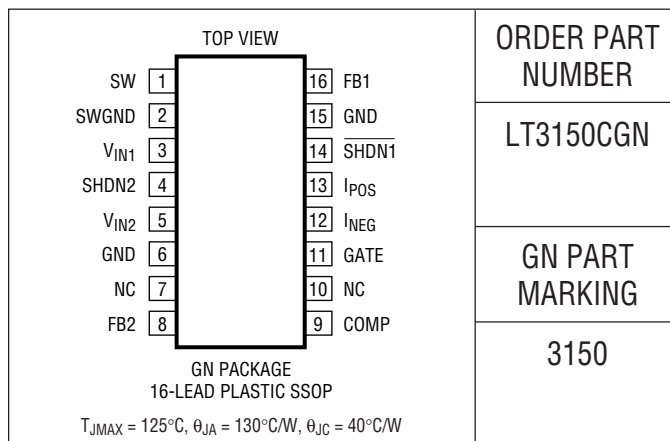 TOP VIEW
SW 1
SWGND 2
VIN1 3
SHDN2 4
VIN2 5
GND 6
NC 7
FB2 8
16 FB1
15 GND
14 SHDN1
13 IPOS
12 INEG
11 GATE
10 NC
9 COMP
GN PACKAGE
16-LEAD PLASTIC SSOP
TJMAX = 125°C, θJA = 130°C/W, θJC = 40°C/W
ORDER PART
NUMBER
LT3150CGN
GN PART
MARKING
3150